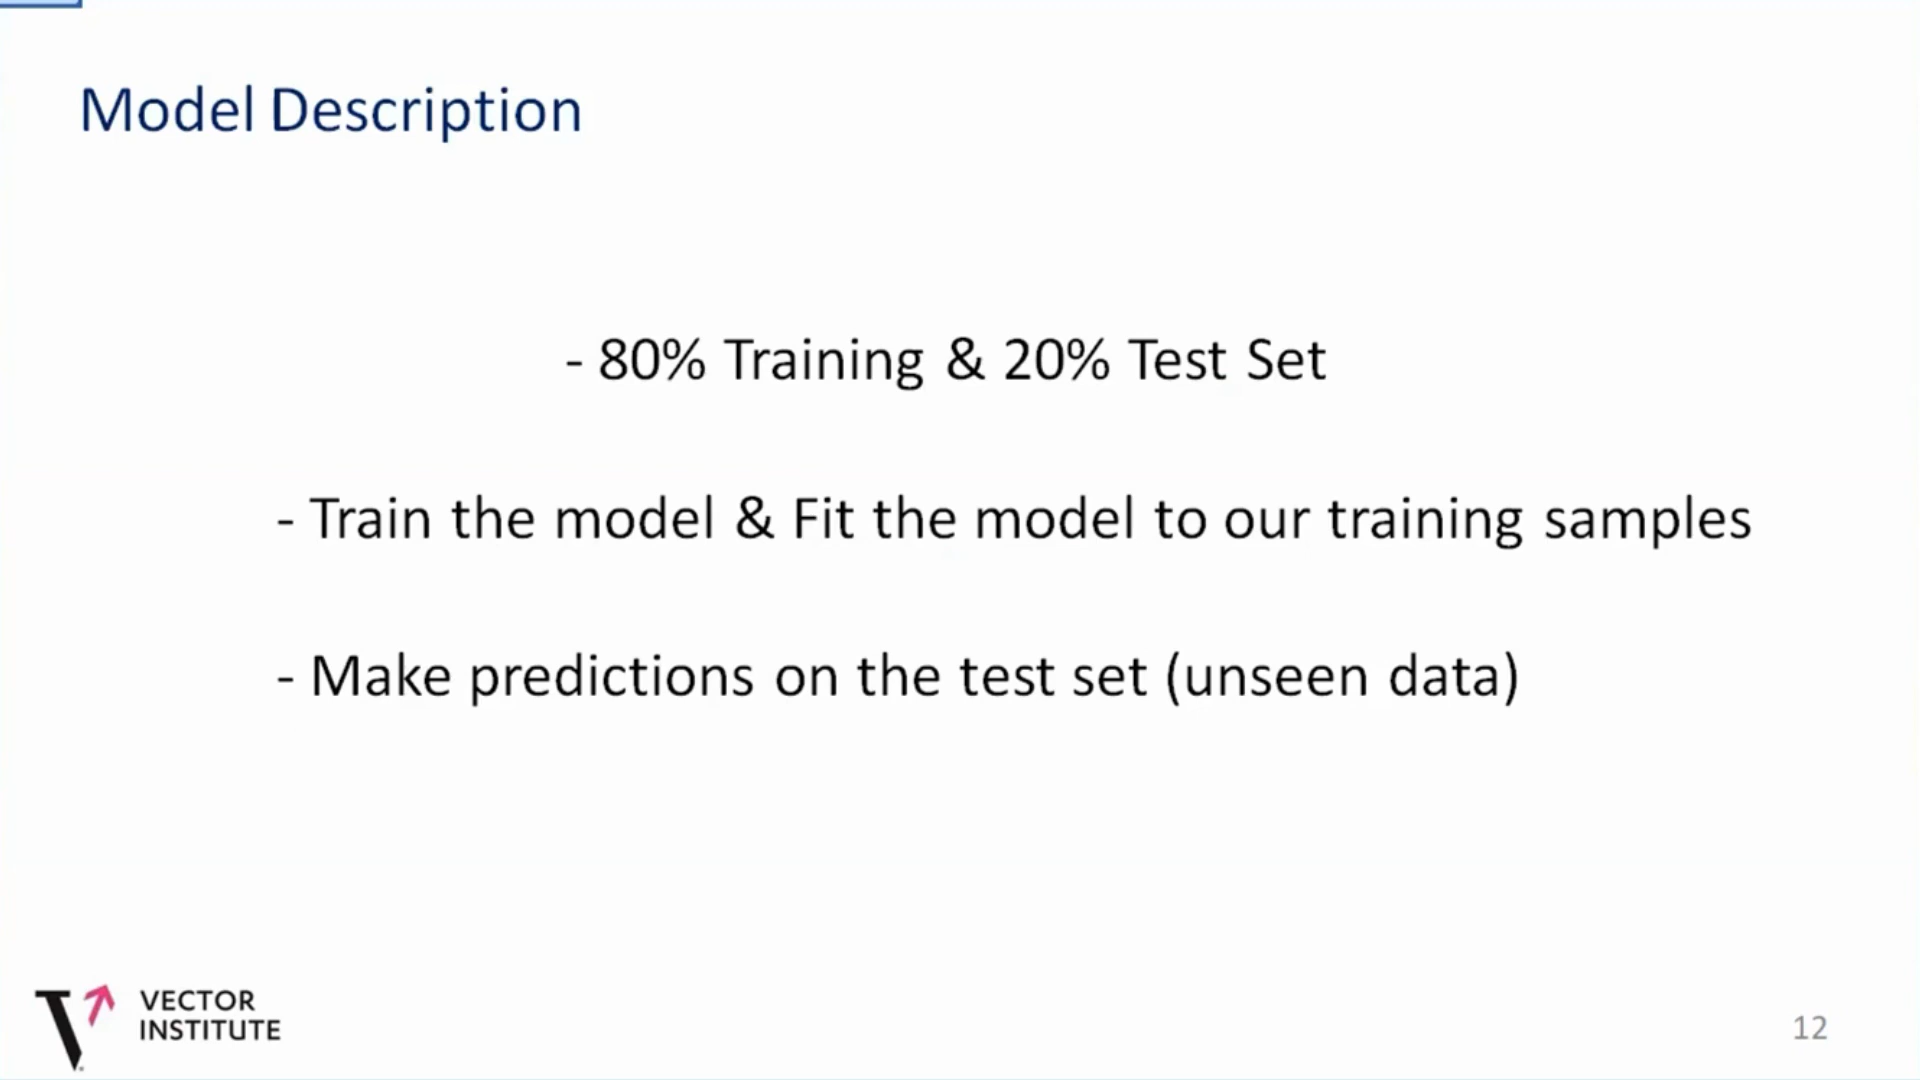 Model Description
- 80% Training & 20% Test Set
- Train the model & Fit the model to our training samples
- Make predictions on the test set (unseen data)
VECTOR
INSTITUTE
12